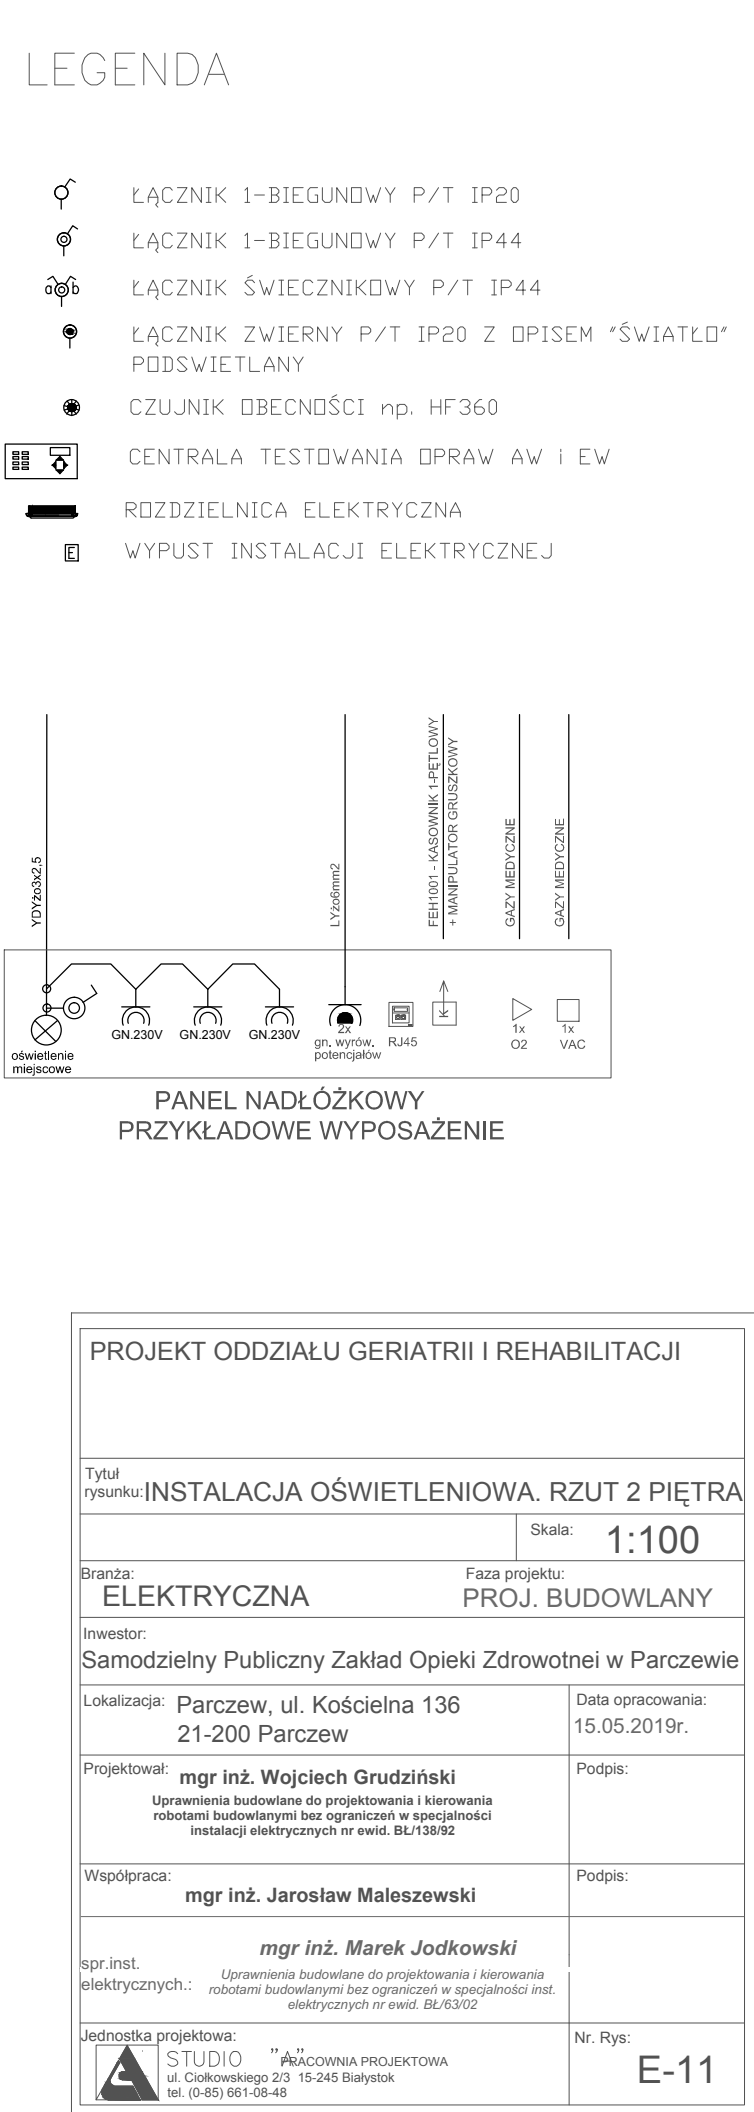 LEGENDA
ŁĄCZNIK 1-BIEGUNOWY P/T IP20
ŁĄCZNIK 1-BIEGUNOWY P/T IP44
a b ŁĄCZNIK ŚWIECZNIKOWY P/T IP44
ŁĄCZNIK ZWIERNY P/T IP20 Z OPISEM "ŚWIATŁO"
PODSWIETLANY
CZUJNIK OBECNOŚCI np. HF360
CENTRALA TESTOWANIA OPRAW AW i EW
ROZDZIELNICA ELEKTRYCZNA
E WYPUST INSTALACJI ELEKTRYCZNEJ
YDYżo3x2,5
LYżo6mm2
FEH1001 - KASOWNIK 1-PĘTLOWY
+ MANIPULATOR GRUSZKOWY
GAZY MEDYCZNE
GAZY MEDYCZNE
oświetlenie
miejscowe
GN.230V
GN.230V
GN.230V
2x
gn. wyrów.
potencjałów
RJ45
K
1x
O2
1x
VAC
PANEL NADŁÓŻKOWY
PRZYKŁADOWE WYPOSAŻENIE
PROJEKT ODDZIAŁU GERIATRII I REHABILITACJI
Tytuł
rysunku: INSTALACJA OŚWIETLENIOWA. RZUT 2 PIĘTRA
Skala: 1:100
Branża: Faza projektu:
ELEKTRYCZNA PROJ. BUDOWLANY
Inwestor:
Samodzielny Publiczny Zakład Opieki Zdrowotnei w Parczewie
Lokalizacja: Parczew, ul. Kościelna 136
21-200 Parczew
Data opracowania:
15.05.2019r.
Projektował: mgr inż. Wojciech Grudziński
Uprawnienia budowlane do projektowania i kierowania
robotami budowlanymi bez ograniczeń w specjalności
instalacji elektrycznych nr ewid. BŁ/138/92
Podpis:
Współpraca:
mgr inż. Jarosław Maleszewski
Podpis:
spr.inst.
elektrycznych.:
mgr inż. Marek Jodkowski
Uprawnienia budowlane do projektowania i kierowania
robotami budowlanymi bez ograniczeń w specjalności inst.
elektrycznych nr ewid. BŁ/63/02
Jednostka projektowa:
STUDIO "A" PRACOWNIA PROJEKTOWA
ul. Ciołkowskiego 2/3 15-245 Białystok
tel. (0-85) 661-08-48
Nr. Rys:
E-11